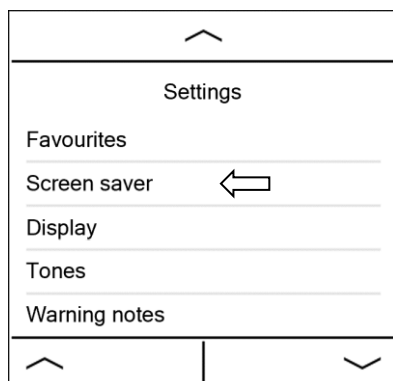 Settings
Favourites
Screen saver
Display
Tones
Warning notes